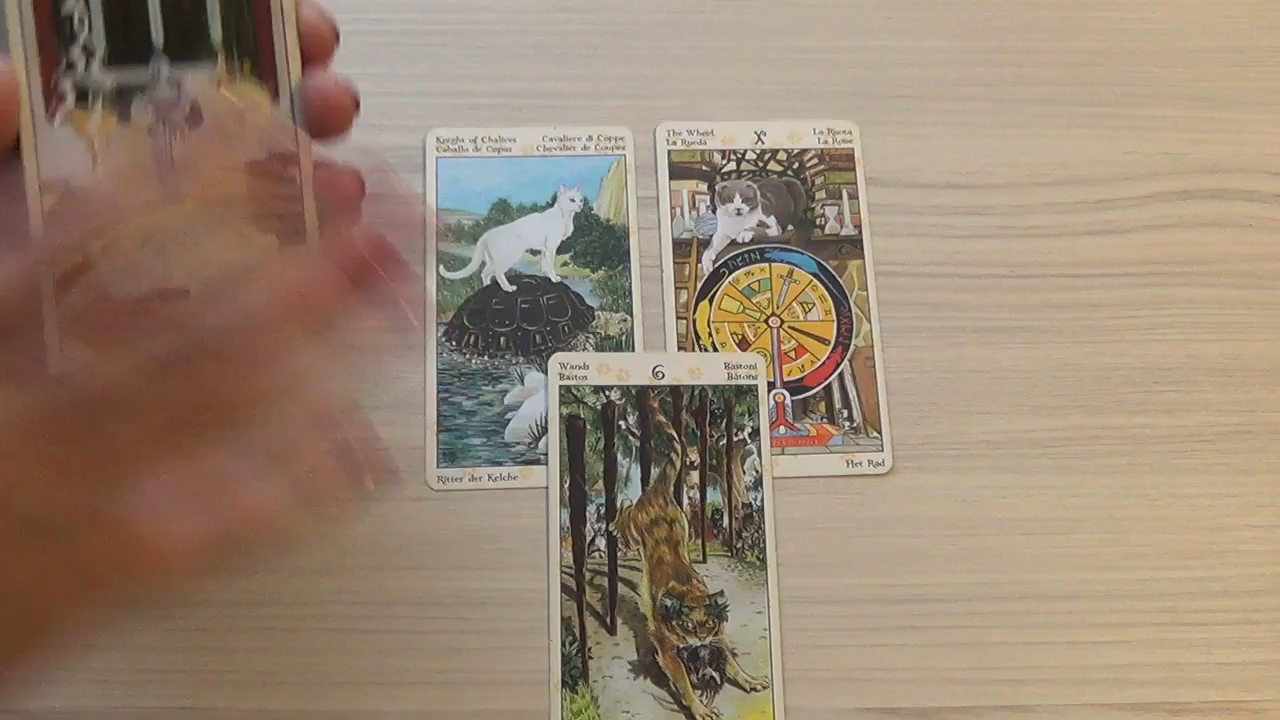 Knight of Chalices Cavaliere di Coppe
Caballo de Copas Chevalier de Coupes
Ritter der Kelche
The Wheel X La Ruota
La Rueda La Roue
Het Rad
Wands 6 Bastoni
Bastos Bâtons